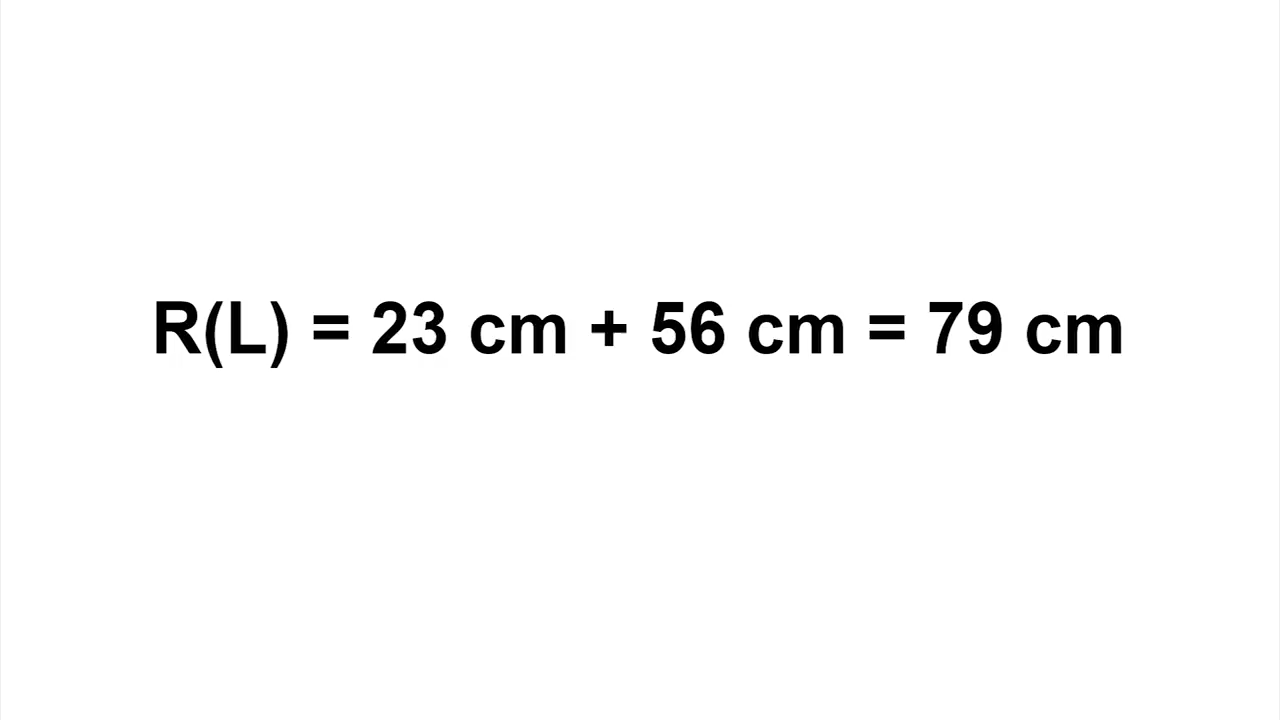 R(L) = 23 cm + 56 cm = 79 cm